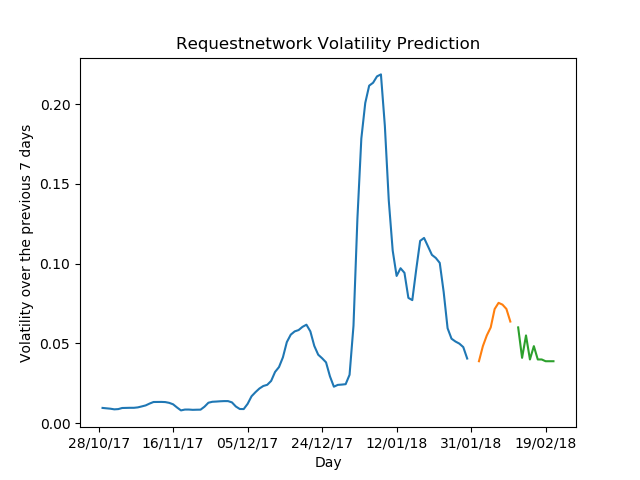 Requestnetwork Volatility Prediction
Volatility over the previous 7 days
0.20
0.15
0.10
0.05
0.00
28/10/17 16/11/17 05/12/17 24/12/17 12/01/18 31/01/18 19/02/18
Day